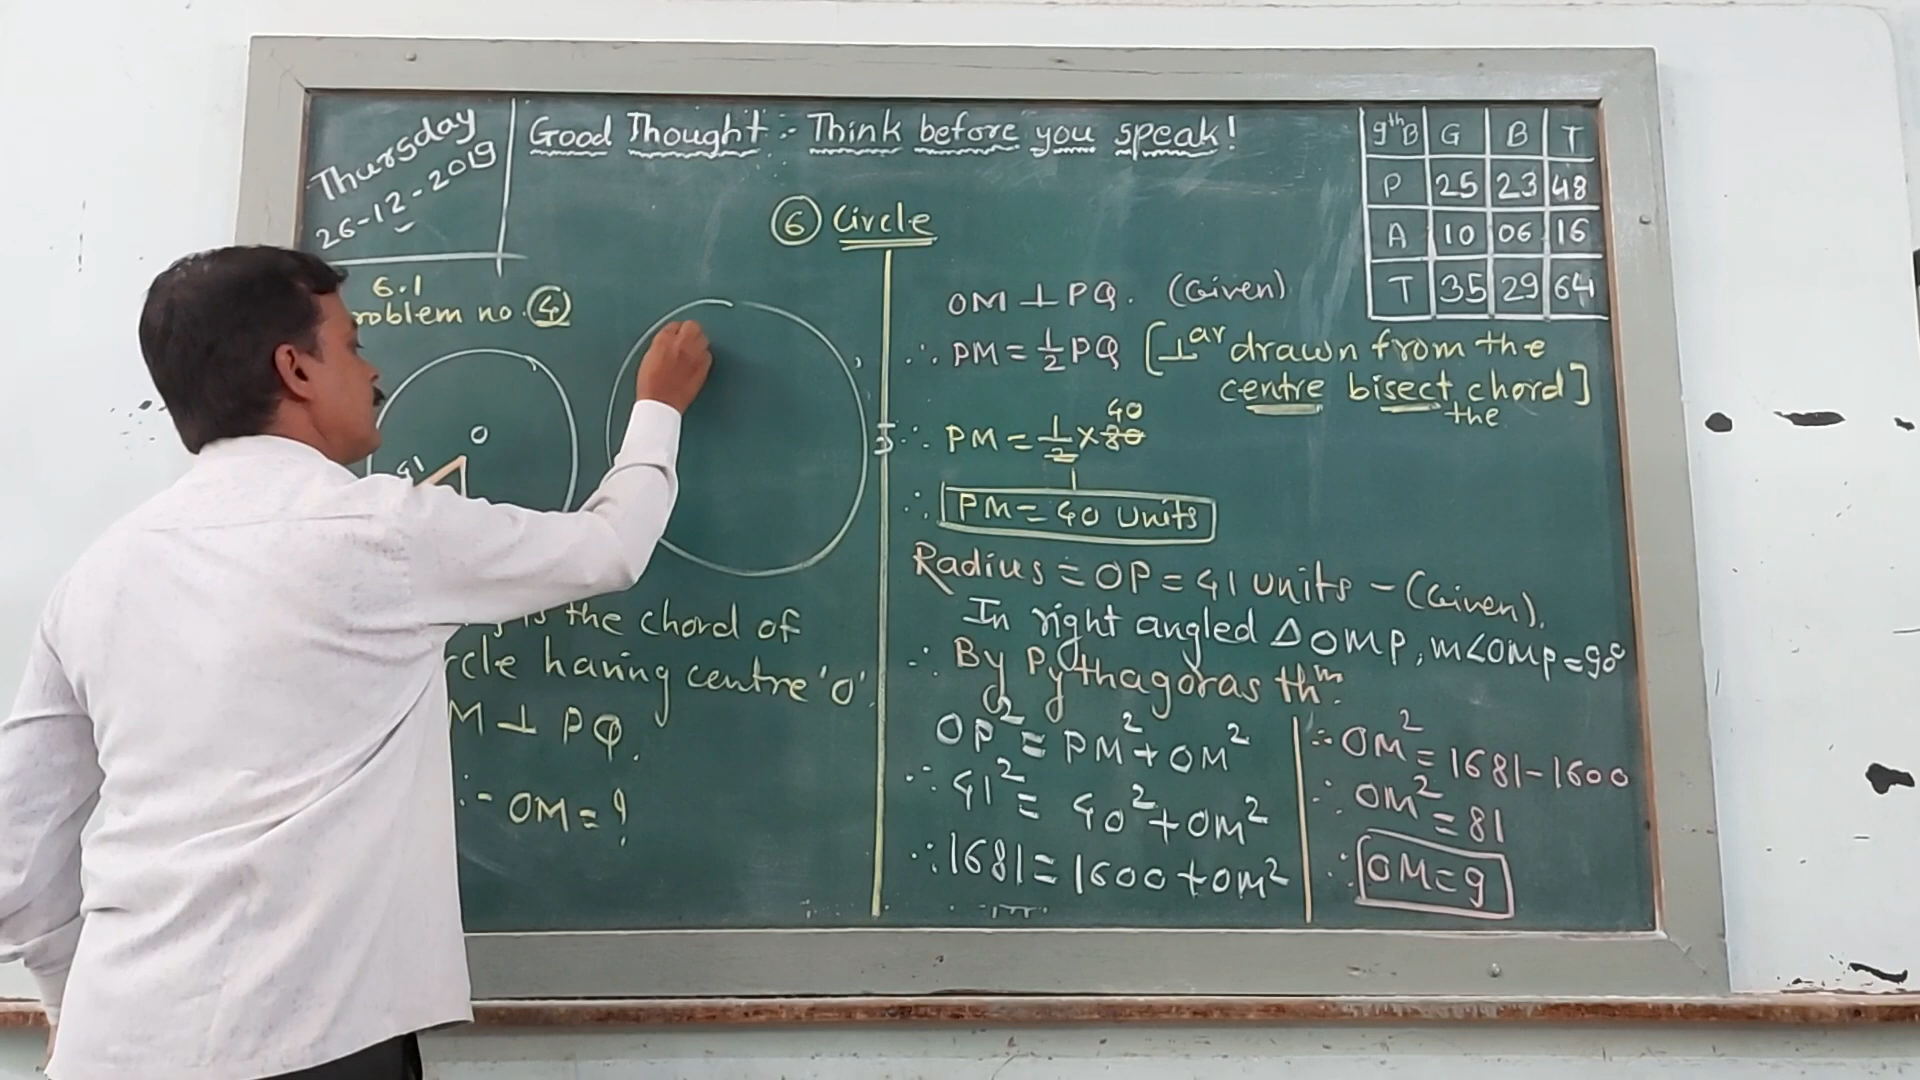 Thursday
26-12-2019
Good Thought :- Think before you speak!
9th B G B T
P 25 23 48
A 10 06 16
T 35 29 64
⑥ Circle
6.1
roblem no. ④
O
41
is the chord of
rcle having centre 'O'.
M ⊥ PQ.
:- OM = ?
OM ⊥ PQ. (Given)
∴ PM = 1/2 PQ [⊥ar drawn from the
centre bisect the chord]
∴ PM = 1/2 × 80 40
1
∴ PM = 40 units
Radius = OP = 41 units - (Given).
In right angled Δ OMP, m∠OMP = 90°
∴ By Pythagoras thm.
OP² = PM² + OM²
∴ 41² = 40² + OM²
∴ 1681 = 1600 + OM²
∴ OM² = 1681 - 1600
∴ OM² = 81
∴ OM = 9